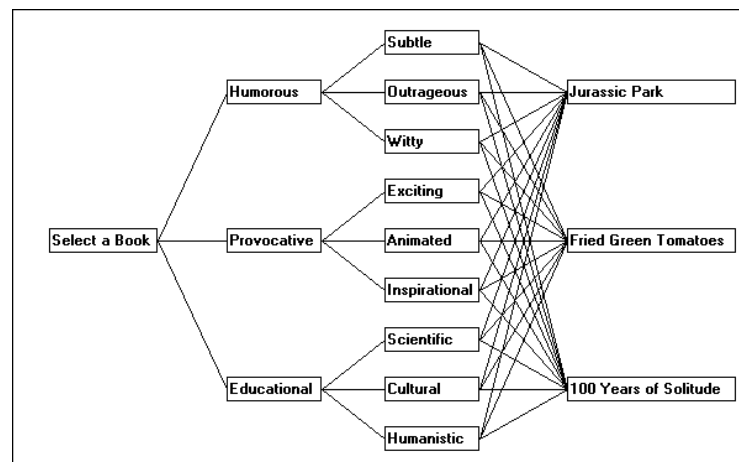 Select a Book
Humorous
Provocative
Educational
Subtle
Outrageous
Witty
Exciting
Animated
Inspirational
Scientific
Cultural
Humanistic
Jurassic Park
Fried Green Tomatoes
100 Years of Solitude